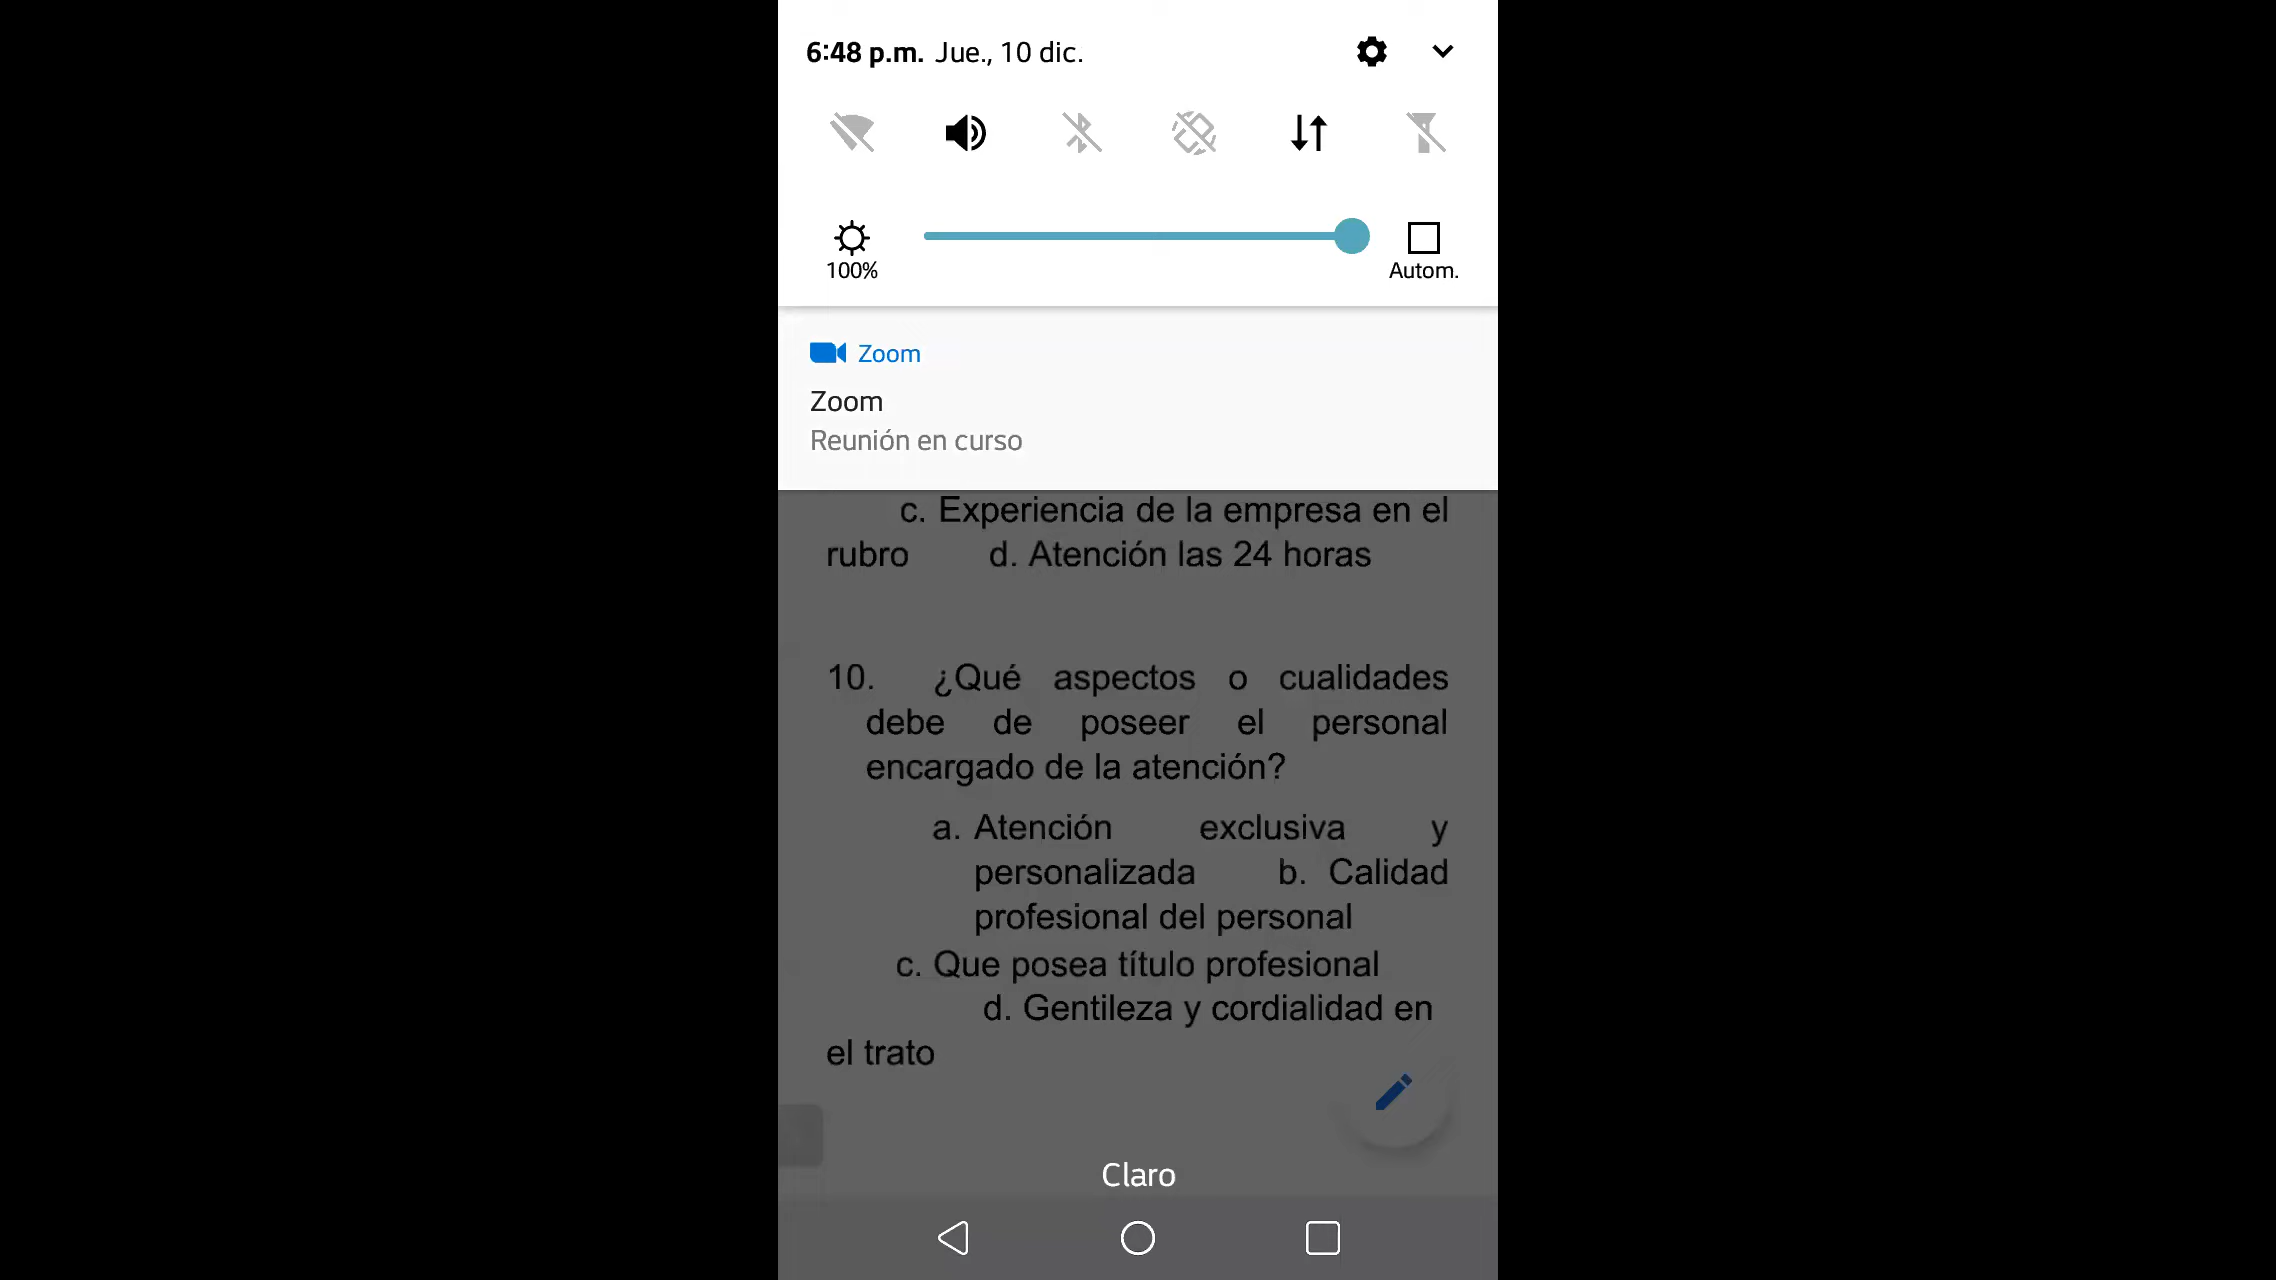 6:48 p.m. Jue., 10 dic.
100%
Autom.
Zoom
Zoom
Reunión en curso
c. Experiencia de la empresa en el
rubro d. Atención las 24 horas
10. ¿Qué aspectos o cualidades
debe de poseer el personal
encargado de la atención?
a. Atención exclusiva y
personalizada b. Calidad
profesional del personal
c. Que posea título profesional
d. Gentileza y cordialidad en
el trato
Claro